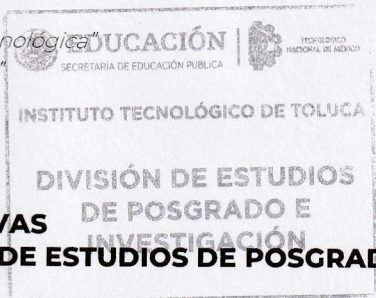 nológica"
"
EDUCACIÓN
SECRETARÍA DE EDUCACIÓN PÚBLICA
TECNOLÓGICO
NACIONAL DE MÉXICO
INSTITUTO TECNOLÓGICO DE TOLUCA
DIVISIÓN DE ESTUDIOS
DE POSGRADO E
INVESTIGACIÓN
VAS
DE ESTUDIOS DE POSGRAD